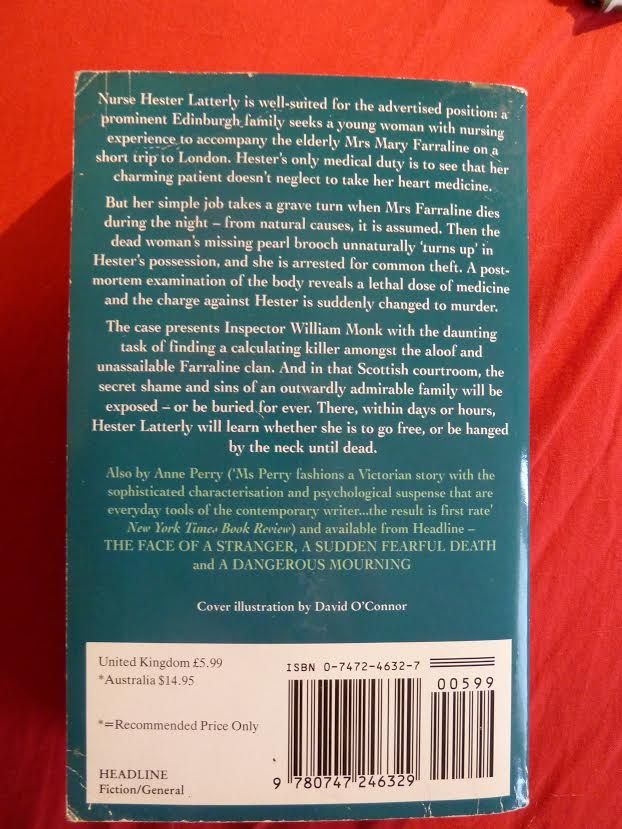 Nurse Hester Latterly is well-suited for the advertised position: a
prominent Edinburgh family seeks a young woman with nursing
experience to accompany the elderly Mrs Mary Farraline on a
short trip to London. Hester's only medical duty is to see that her
charming patient doesn't neglect to take her heart medicine.
But her simple job takes a grave turn when Mrs Farraline dies
during the night – from natural causes, it is assumed. Then the
dead woman's missing pearl brooch unnaturally 'turns up' in
Hester's possession, and she is arrested for common theft. A post-
mortem examination of the body reveals a lethal dose of medicine
and the charge against Hester is suddenly changed to murder.
The case presents Inspector William Monk with the daunting
task of finding a calculating killer amongst the aloof and
unassailable Farraline clan. And in that Scottish courtroom, the
secret shame and sins of an outwardly admirable family will be
exposed – or be buried for ever. There, within days or hours,
Hester Latterly will learn whether she is to go free, or be hanged
by the neck until dead.
Also by Anne Perry ('Ms Perry fashions a Victorian story with the
sophisticated characterisation and psychological suspense that are
everyday tools of the contemporary writer...the result is first rate'
New York Times Book Review) and available from Headline –
THE FACE OF A STRANGER, A SUDDEN FEARFUL DEATH
and A DANGEROUS MOURNING
Cover illustration by David O'Connor
United Kingdom £5.99
*Australia $14.95
*=Recommended Price Only
HEADLINE
Fiction/General
ISBN 0-7472-4632-7
00599
9 780747 246329